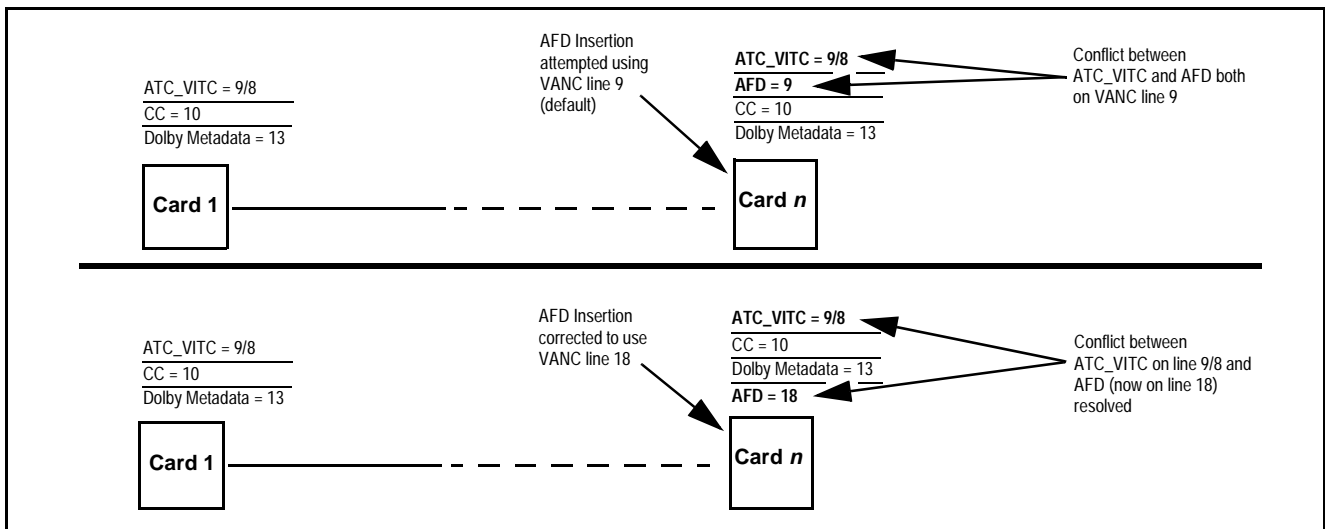 AFD Insertion
attempted using
VANC line 9
(default)
ATC_VITC = 9/8
CC = 10
Dolby Metadata = 13
ATC_VITC = 9/8
AFD = 9
CC = 10
Dolby Metadata = 13
Conflict between
ATC_VITC and AFD both
on VANC line 9
Card 1
Card n
AFD Insertion
corrected to use
VANC line 18
ATC_VITC = 9/8
CC = 10
Dolby Metadata = 13
ATC_VITC = 9/8
CC = 10
Dolby Metadata = 13
AFD = 18
Conflict between
ATC_VITC on line 9/8 and
AFD (now on line 18)
resolved
Card 1
Card n